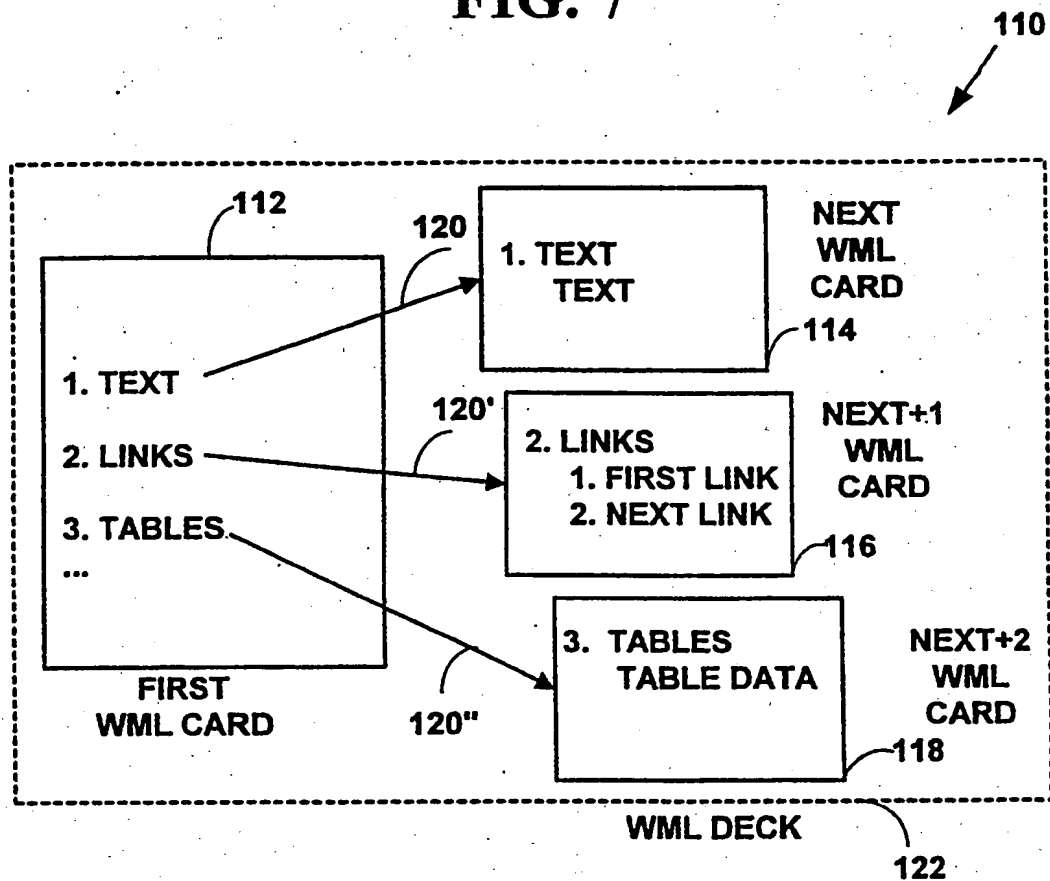 FIG. 7
110
112
120
1. TEXT
TEXT
NEXT
WML
CARD
114
1. TEXT
2. LINKS
3. TABLES
...
120'
2. LINKS
1. FIRST LINK
2. NEXT LINK
NEXT+1
WML
CARD
116
3. TABLES
TABLE DATA
NEXT+2
WML
CARD
118
FIRST
WML CARD
120"
WML DECK
122